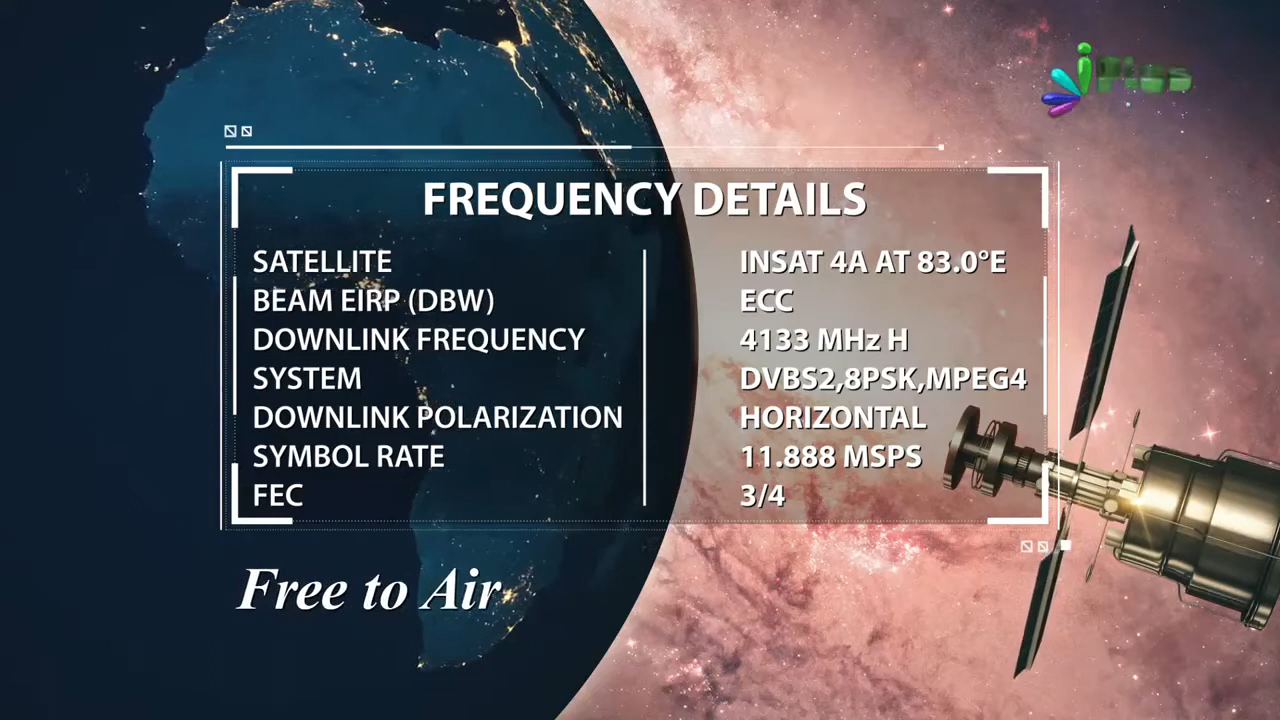 iPlus
FREQUENCY DETAILS
SATELLITE INSAT 4A AT 83.0°E
BEAM EIRP (DBW) ECC
DOWNLINK FREQUENCY 4133 MHz H
SYSTEM DVBS2,8PSK,MPEG4
DOWNLINK POLARIZATION HORIZONTAL
SYMBOL RATE 11.888 MSPS
FEC 3/4
Free to Air